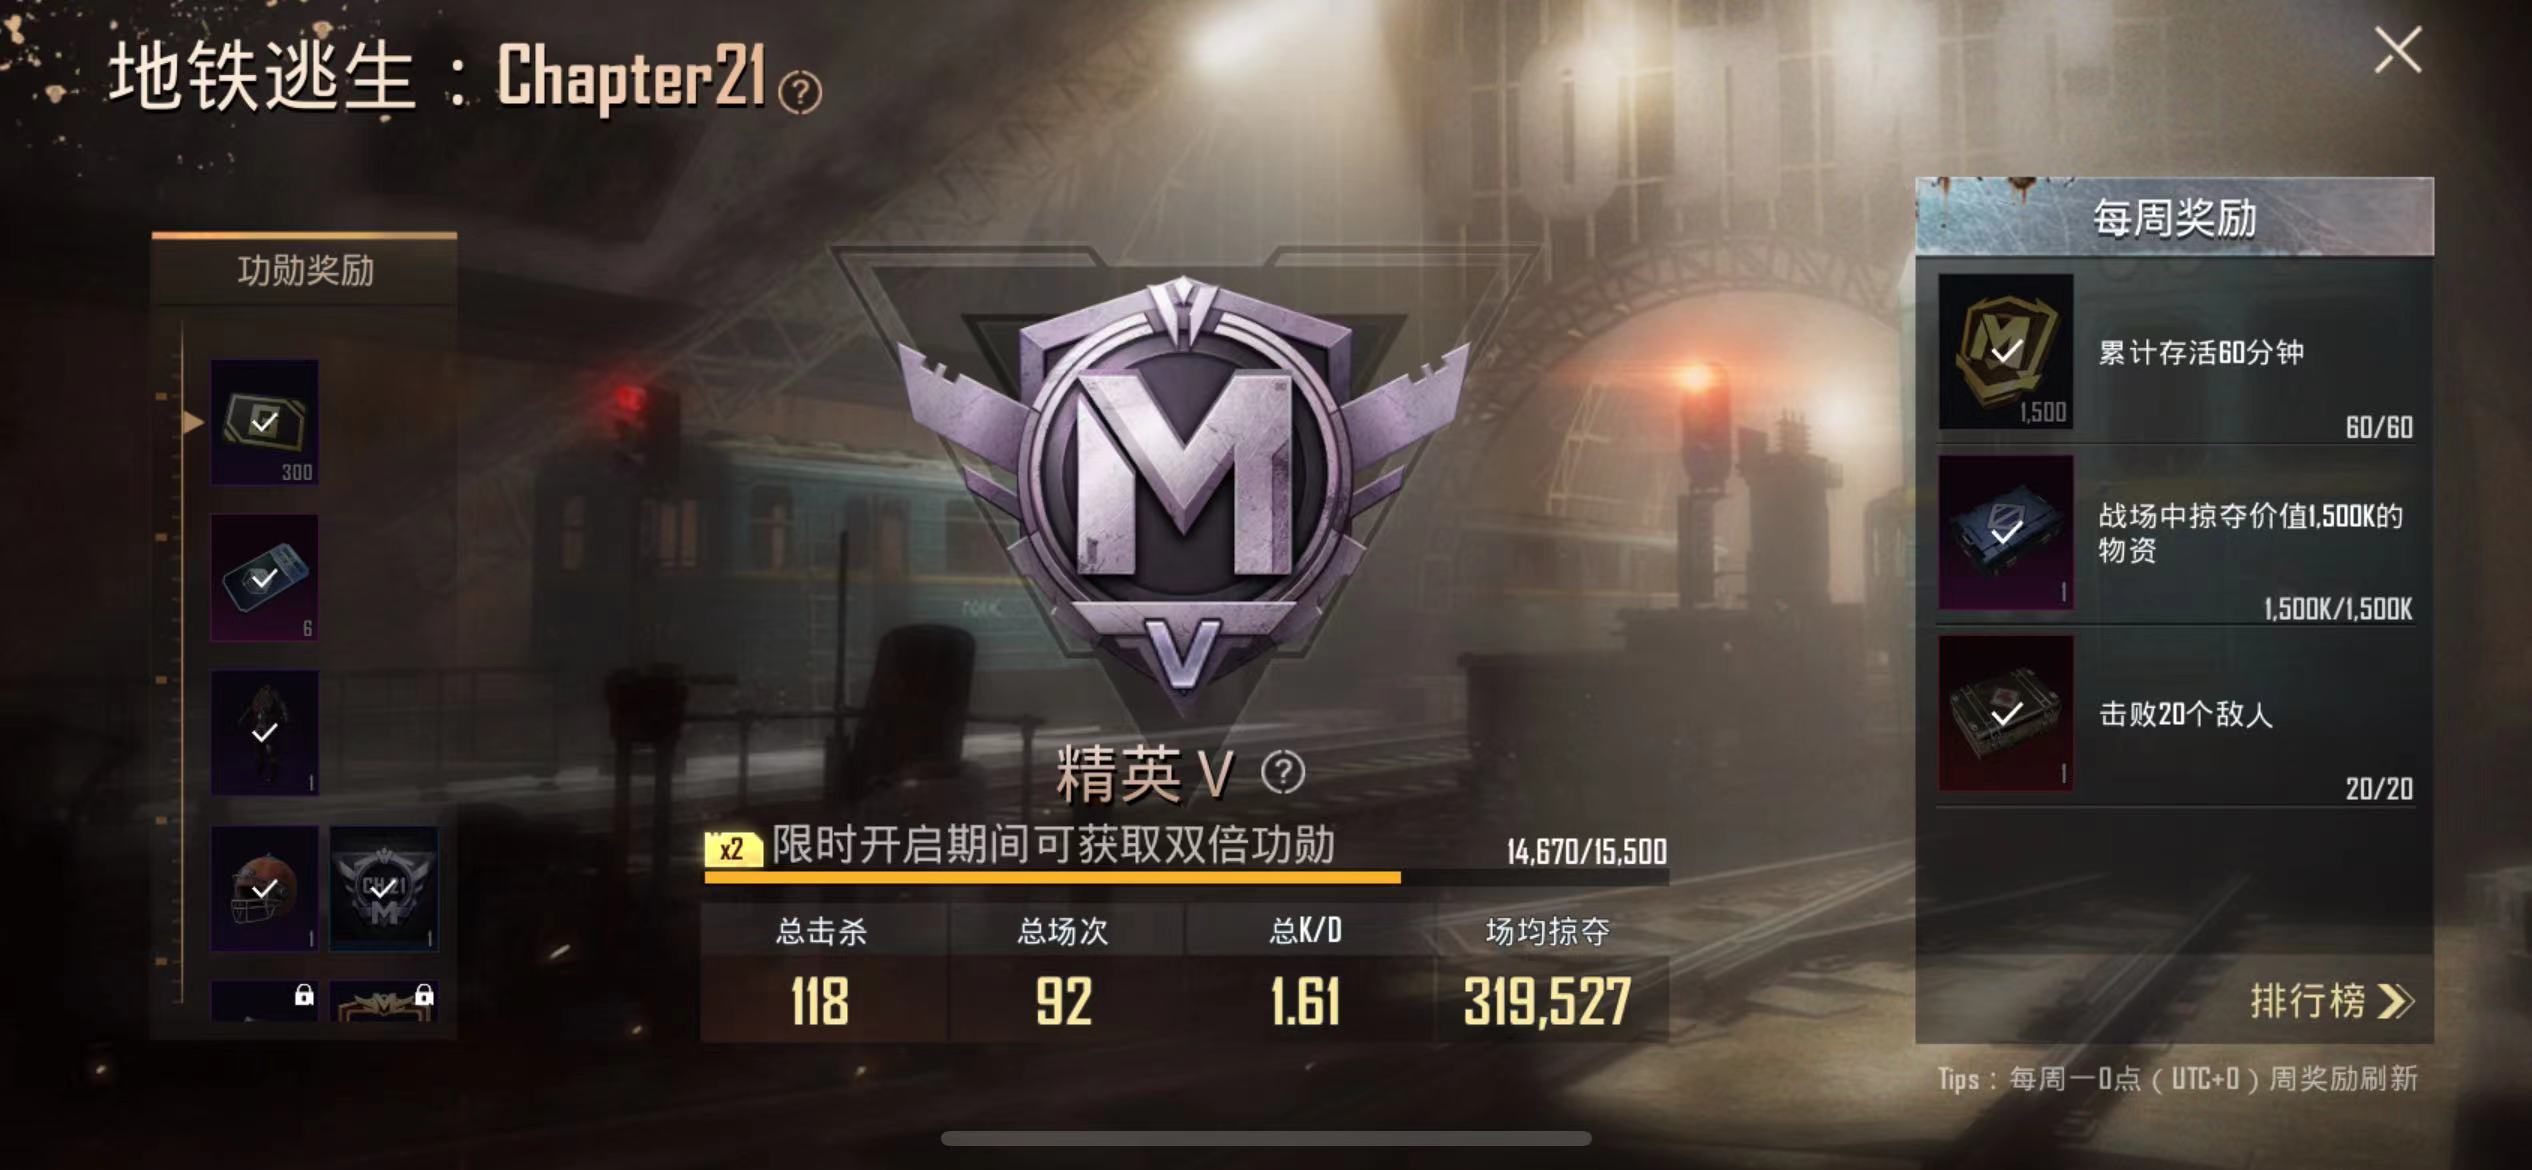 地铁逃生：Chapter21 ?
功勋奖励
300
6
1
1
CH.21
M
1
M
V
精英 V ?
x2 限时开启期间可获取双倍功勋
14,670/15,500
总击杀 总场次 总K/D 场均掠夺
118 92 1.61 319,527
每周奖励
M
1,500
累计存活60分钟
60/60
1
战场中掠夺价值1,500K的
物资
1,500K/1,500K
1
击败20个敌人
20/20
排行榜
Tips：每周一0点（UTC+0）周奖励刷新